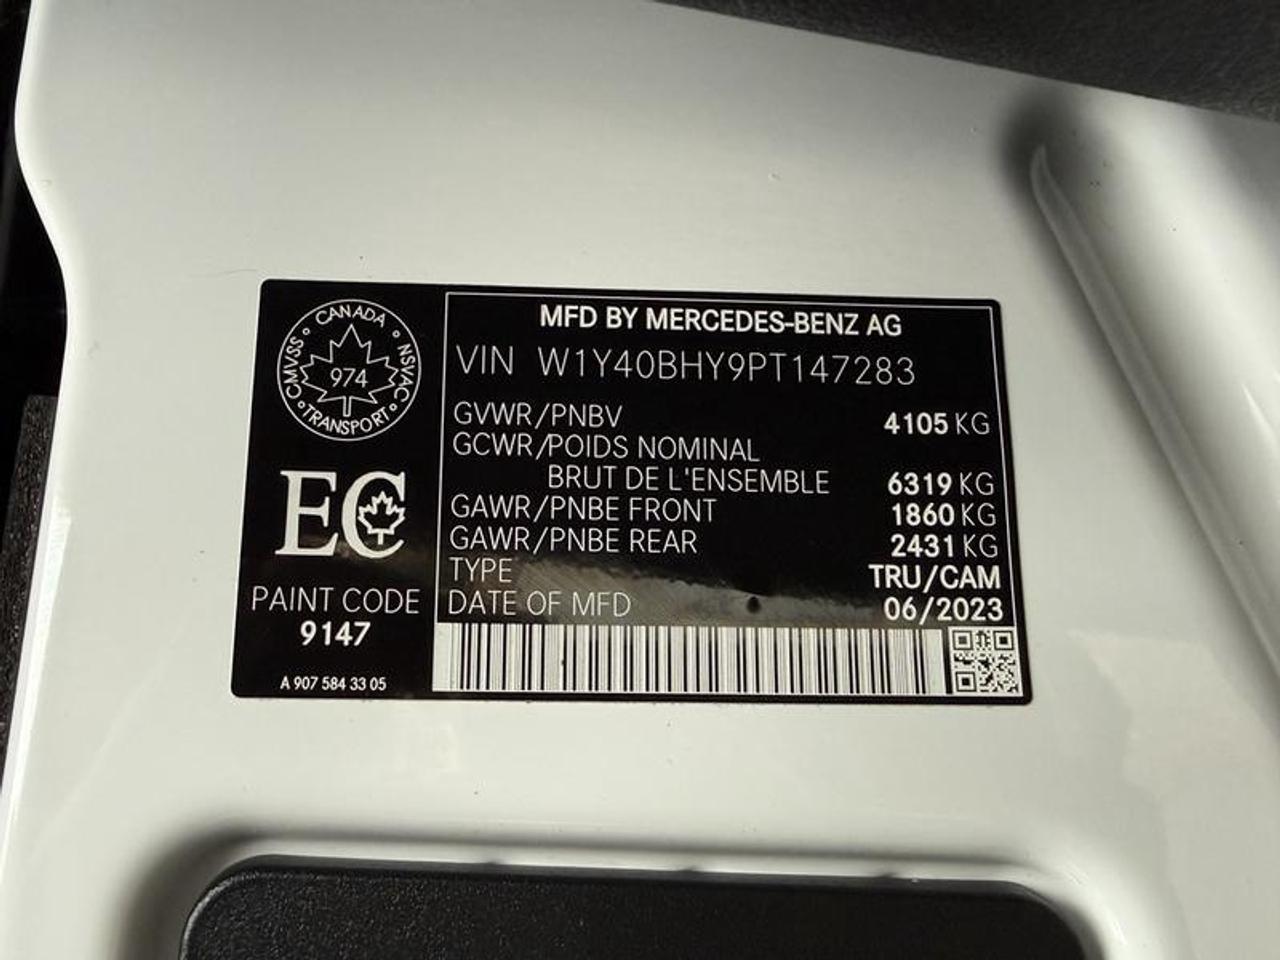 CANADA
CMVSS
NSVAC
974
TRANSPORT
EC
PAINT CODE
9147
A 907 584 33 05
MFD BY MERCEDES-BENZ AG
VIN W1Y40BHY9PT147283
GVWR/PNBV 4105 KG
GCWR/POIDS NOMINAL
BRUT DE L'ENSEMBLE 6319 KG
GAWR/PNBE FRONT 1860 KG
GAWR/PNBE REAR 2431 KG
TYPE TRU/CAM
DATE OF MFD 06/2023